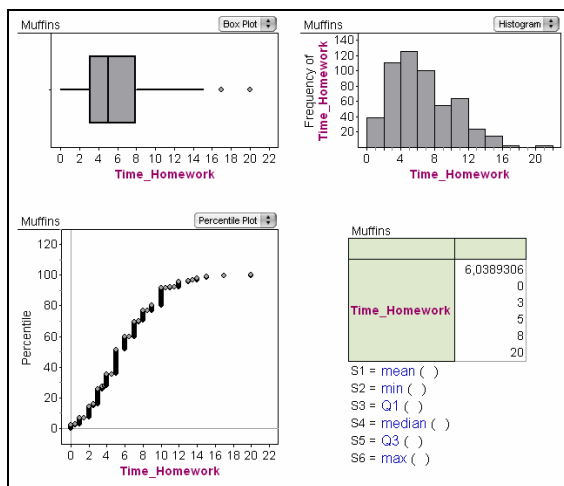 Muffins
Box Plot
0 2 4 6 8 10 12 14 16 18 20 22
Time_Homework
Muffins
Histogram
Frequency of
Time_Homework
140
120
100
80
60
40
20
0 4 8 12 16 20
Time_Homework
Muffins
Percentile Plot
Percentile
120
100
80
60
40
20
0
0 2 4 6 8 10 12 14 16 18 20 22
Time_Homework
Muffins
Time_Homework
6,0389306
0
3
5
8
20
S1 = mean ( )
S2 = min ( )
S3 = Q1 ( )
S4 = median ( )
S5 = Q3 ( )
S6 = max ( )